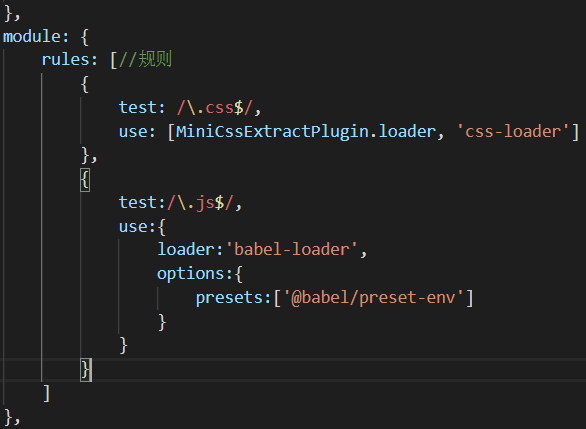 },
module: {
    rules: [//规则
        {
            test: /\.css$/,
            use: [MiniCssExtractPlugin.loader, 'css-loader']
        },
        {
            test:/\.js$/,
            use:{
                loader:'babel-loader',
                options:{
                    presets:['@babel/preset-env']
                }
            }
        }
    ]
},